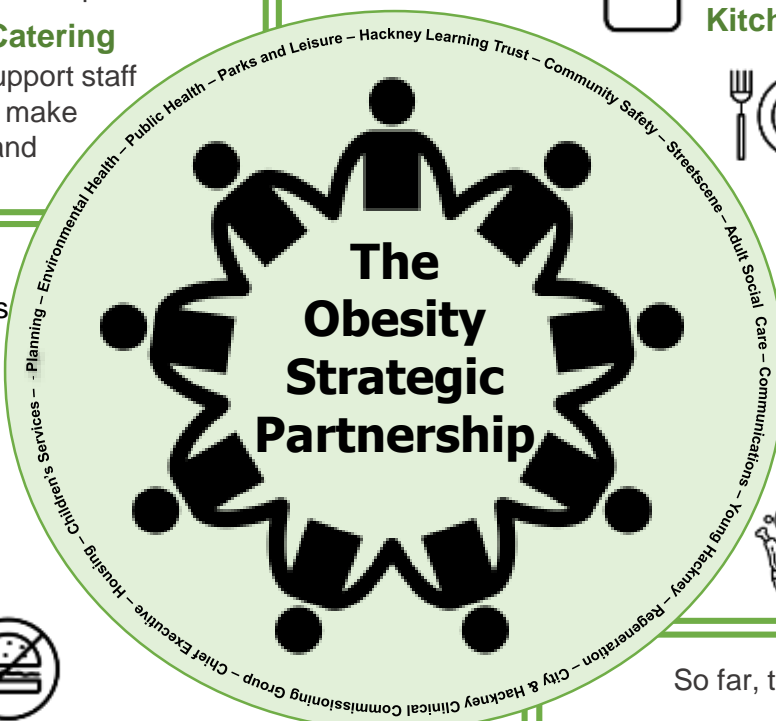 Catering
upport staff
make
and
s
Kitch
The
Obesity
Strategic
Partnership
Planning – Environmental Health – Public Health – Parks and Leisure – Hackney Learning Trust – Community Safety – Streetscene – Adult Social Care – Communications – Young Hackney – Regeneration – City & Hackney Clinical Commissioning Group – Chief Executive – Housing – Children's Services –
So far, t